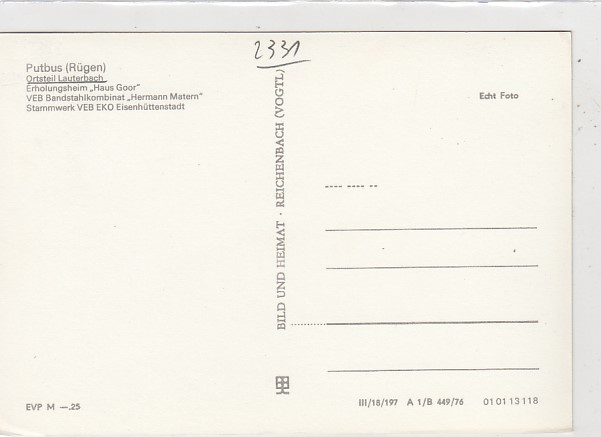 2331
Putbus (Rügen)
Ortsteil Lauterbach
Erholungsheim „Haus Goor"
VEB Bandstahlkombinat „Hermann Matern"
Stammwerk VEB EKO Eisenhüttenstadt
BILD UND HEIMAT · REICHENBACH (VOGTL)
Echt Foto
EVP M —.25
III/18/197 A 1/B 449/76 01 01 13 118